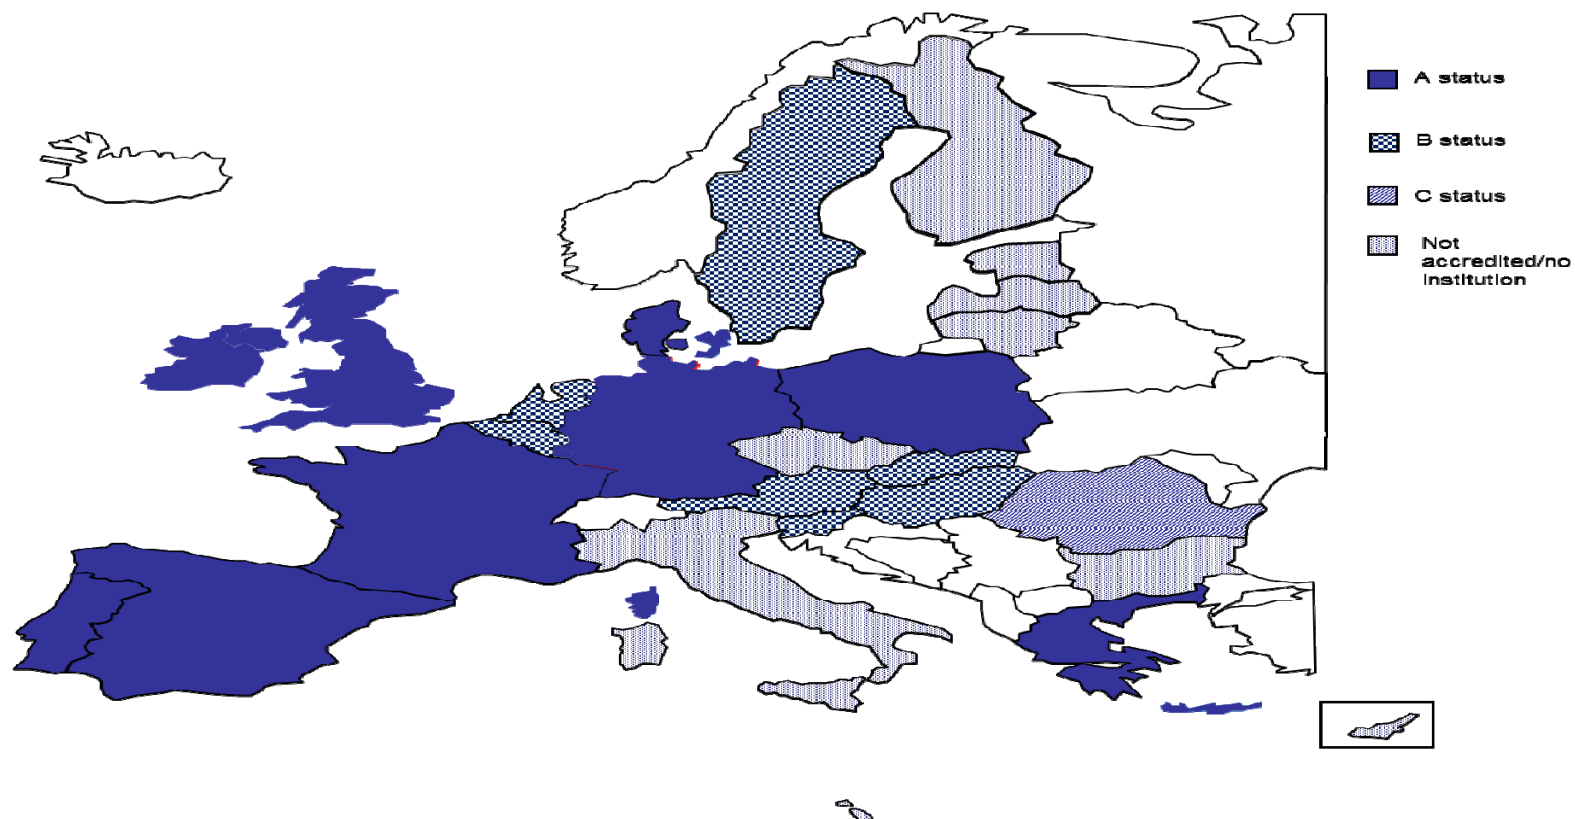 A status
B status
C status
Not
accredited/no
institution